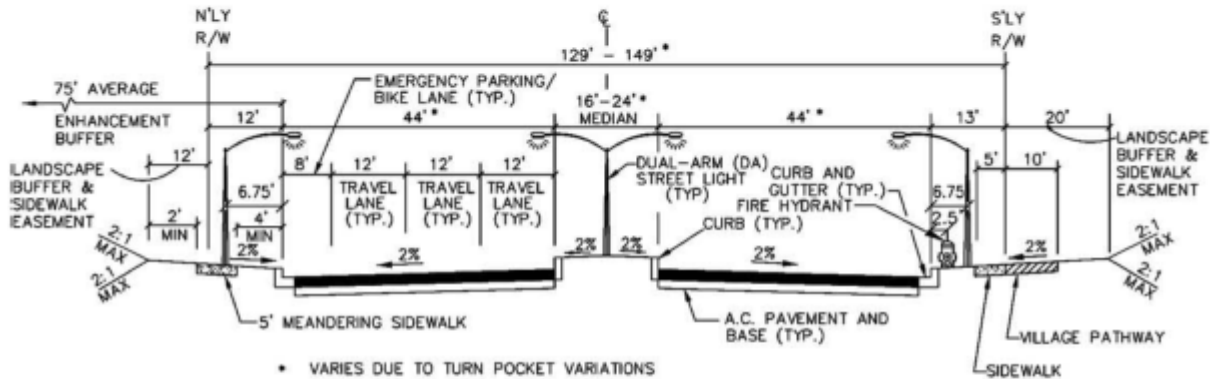 N'LY
R/W
℄
S'LY
R/W
129' - 149'*
75' AVERAGE
ENHANCEMENT
BUFFER
EMERGENCY PARKING/
BIKE LANE (TYP.)
16'-24'*
MEDIAN
12'
44'*
44'*
13'
20'
LANDSCAPE
BUFFER &
SIDEWALK
EASEMENT
12'
8'
12'
12'
12'
TRAVEL
LANE
(TYP.)
TRAVEL
LANE
(TYP.)
TRAVEL
LANE
(TYP.)
DUAL-ARM (DA)
STREET LIGHT
(TYP)
CURB AND
GUTTER (TYP.)
FIRE HYDRANT
CURB (TYP.)
5'
10'
LANDSCAPE
BUFFER &
SIDEWALK
EASEMENT
6.75'
4'
MIN
2'
MIN
6.75
2.5'
2:1
MAX
2:1
MAX
2%
2%
2%
2%
2%
2%
2:1
MAX
2:1
MAX
5' MEANDERING SIDEWALK
A.C. PAVEMENT AND
BASE (TYP.)
VILLAGE PATHWAY
SIDEWALK
* VARIES DUE TO TURN POCKET VARIATIONS